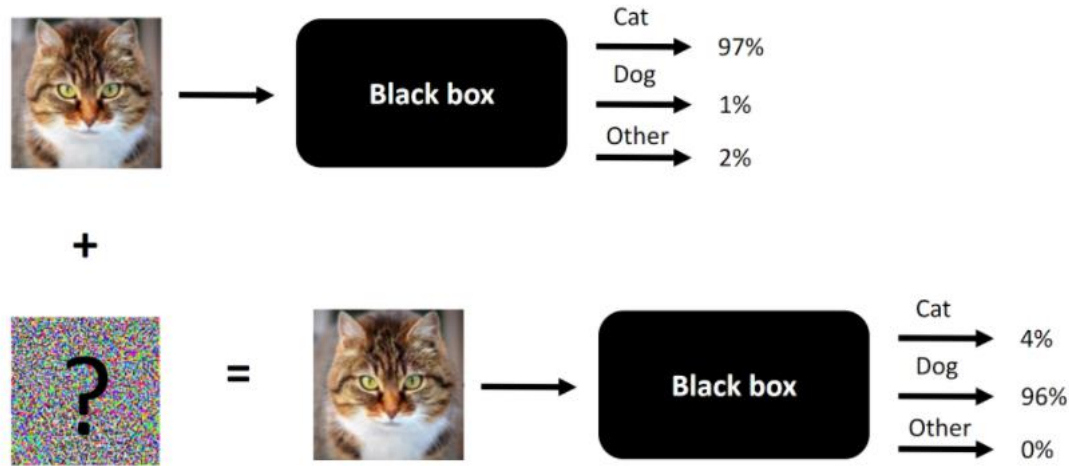 Cat
97%
Black box
Dog
1%
Other
2%
+
?
=
Cat
4%
Black box
Dog
96%
Other
0%